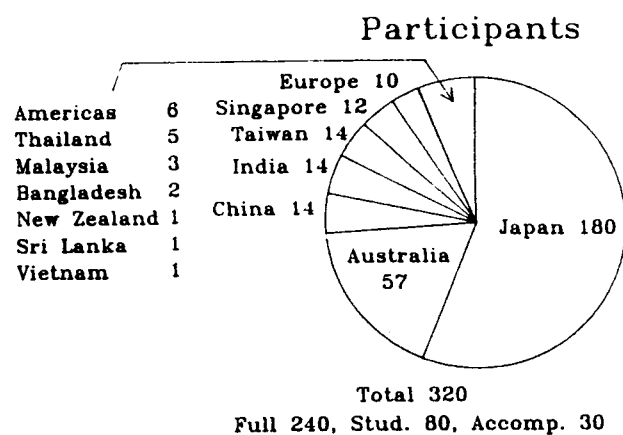 Participants
Europe 10
Americas 6
Thailand 5
Malaysia 3
Bangladesh 2
New Zealand 1
Sri Lanka 1
Vietnam 1
Singapore 12
Taiwan 14
India 14
China 14
Japan 180
Australia
57
Total 320
Full 240, Stud. 80, Accomp. 30